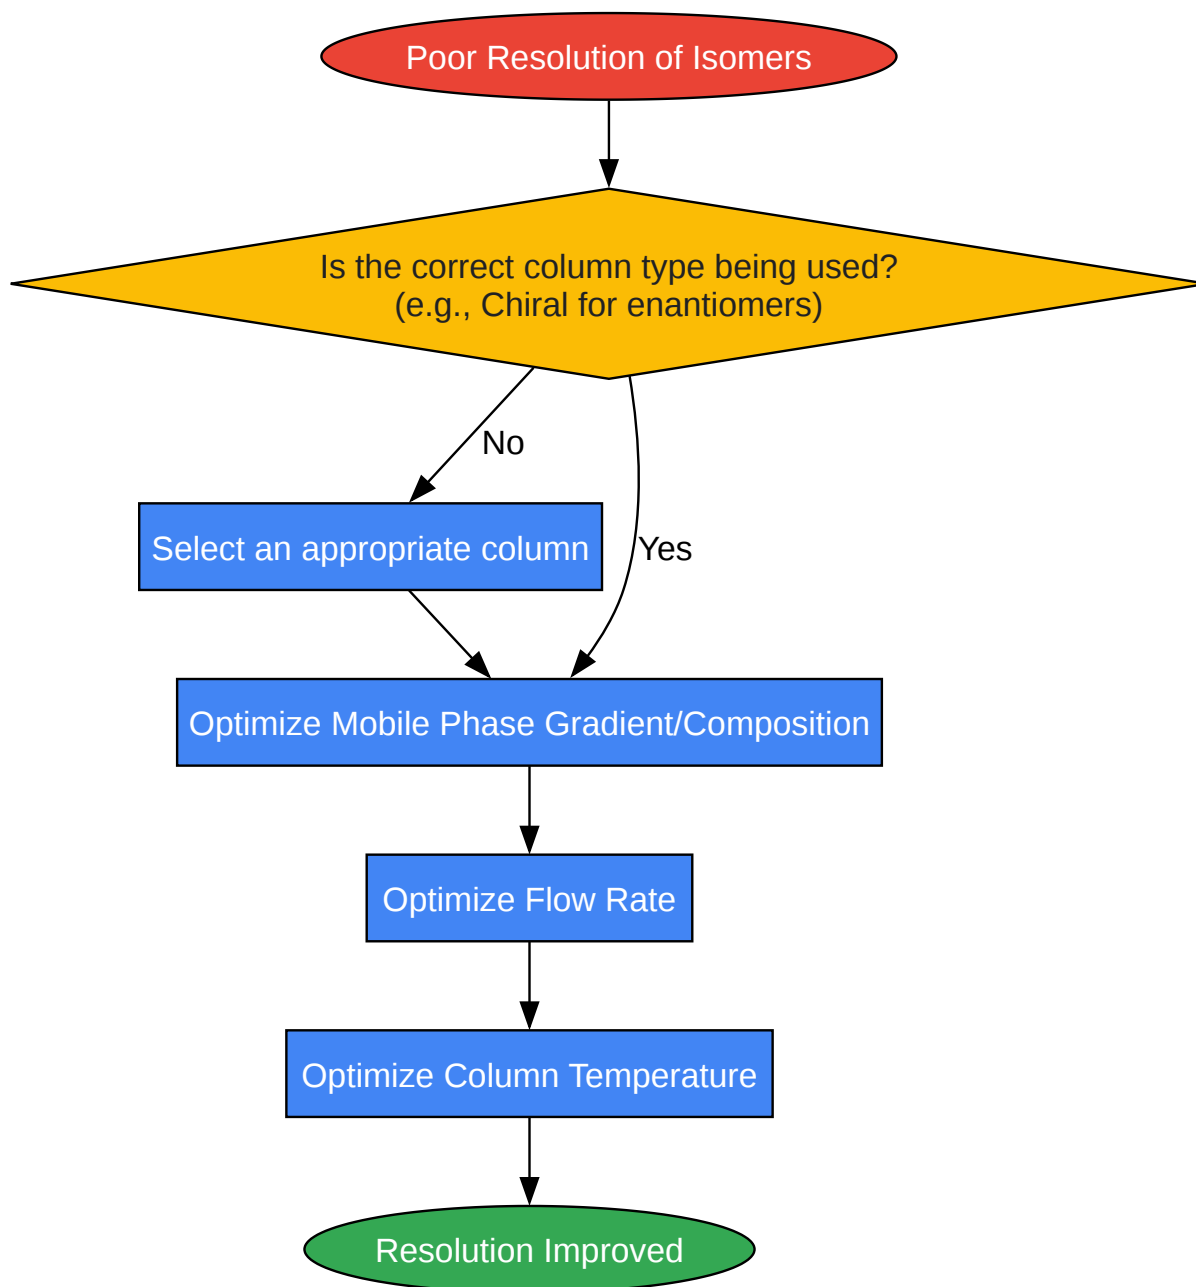 Poor Resolution of Isomers
Is the correct column type being used?
(e.g., Chiral for enantiomers)
No
Select an appropriate column
Yes
Optimize Mobile Phase Gradient/Composition
Optimize Flow Rate
Optimize Column Temperature
Resolution Improved